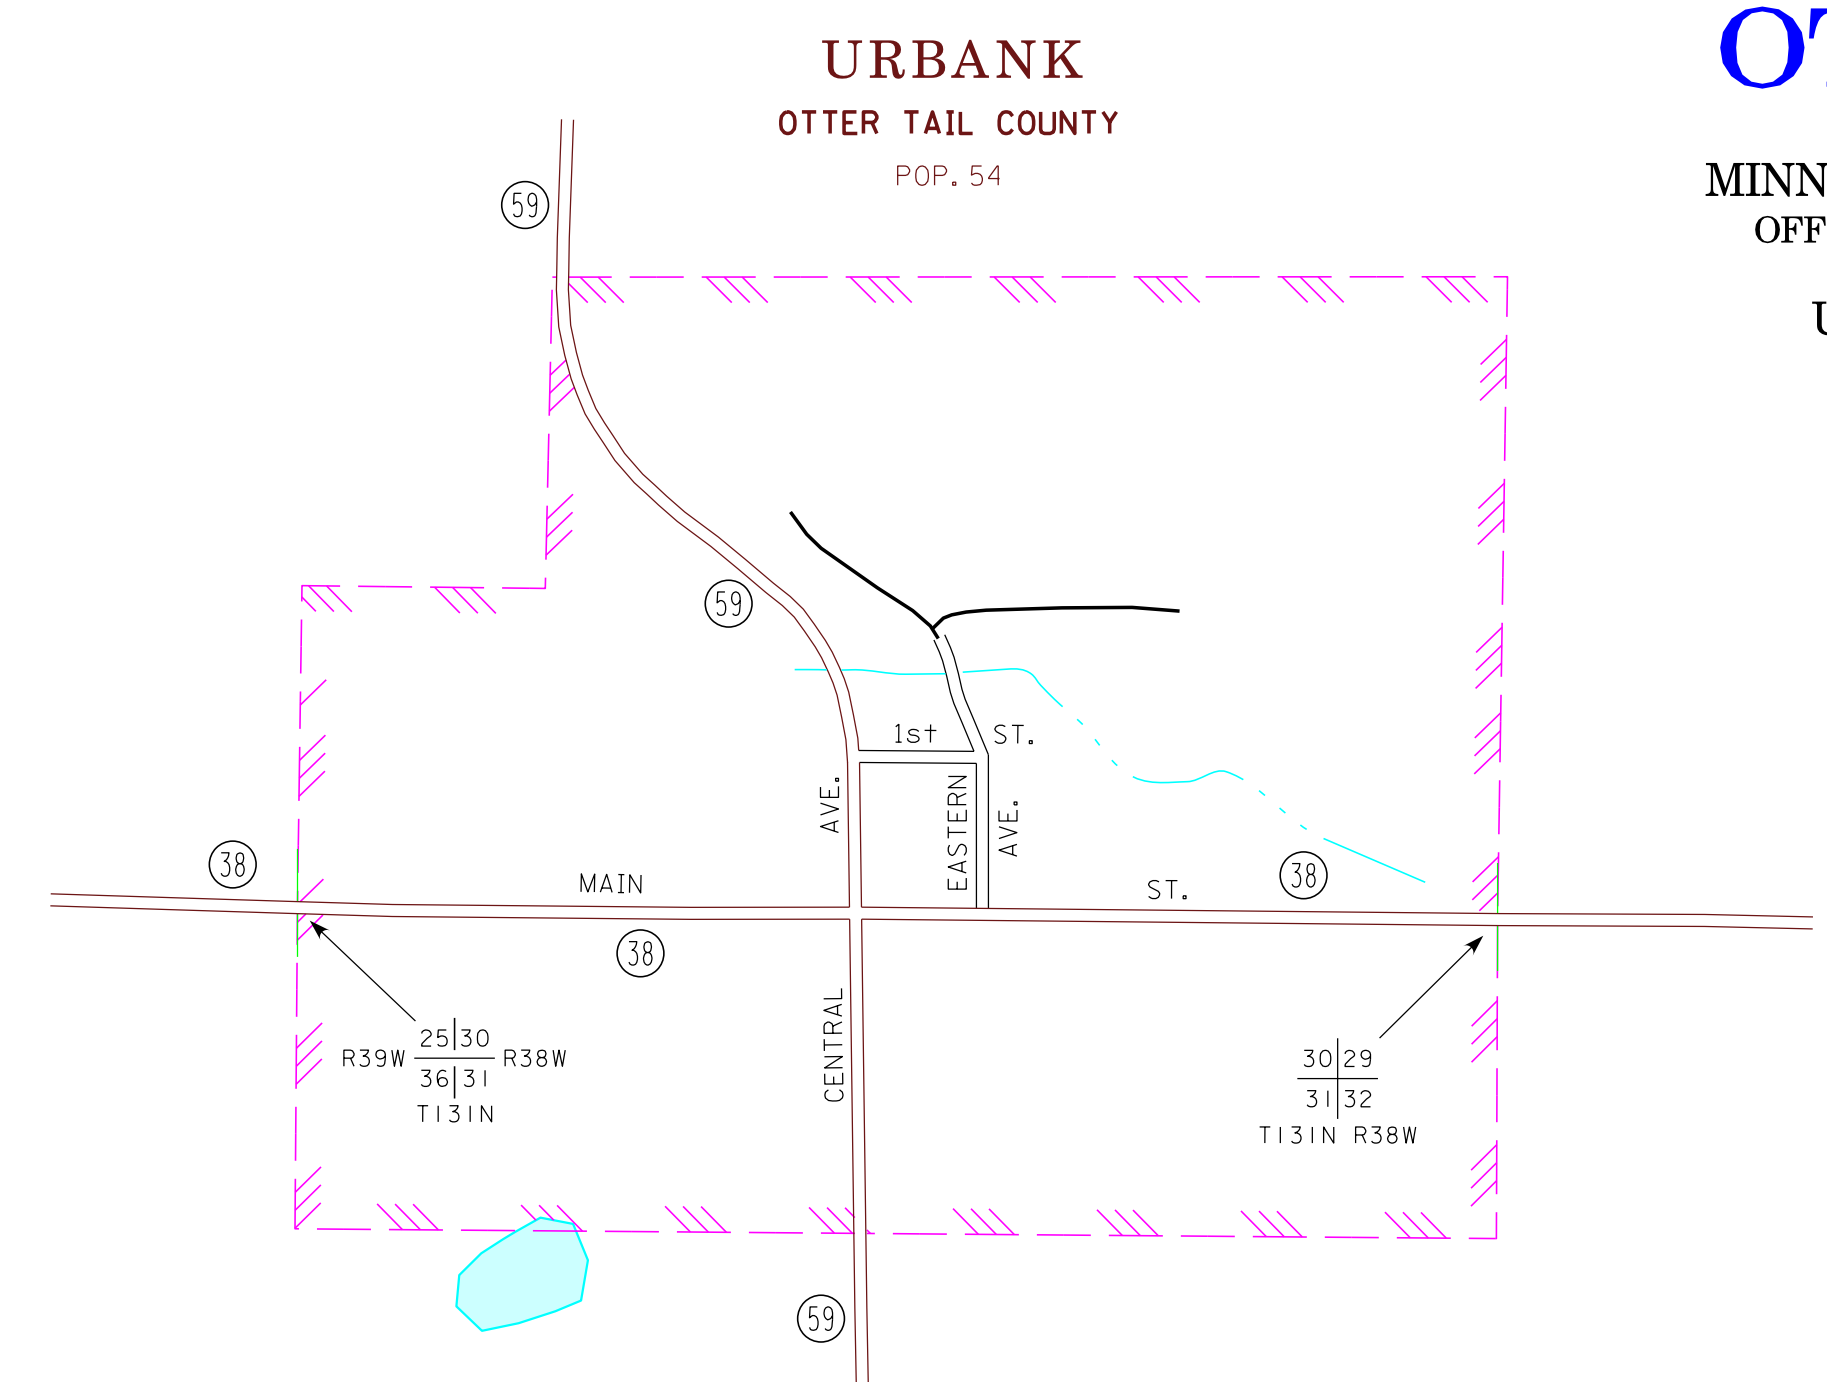 URBANK
OTTER TAIL COUNTY
POP. 54
OT
MINN
OFF
U
59
59
1st ST.
AVE.
EASTERN AVE.
38
MAIN ST.
38
38
CENTRAL
25 30
R39W R38W
36 31
T131N
30 29
31 32
T131N R38W
59